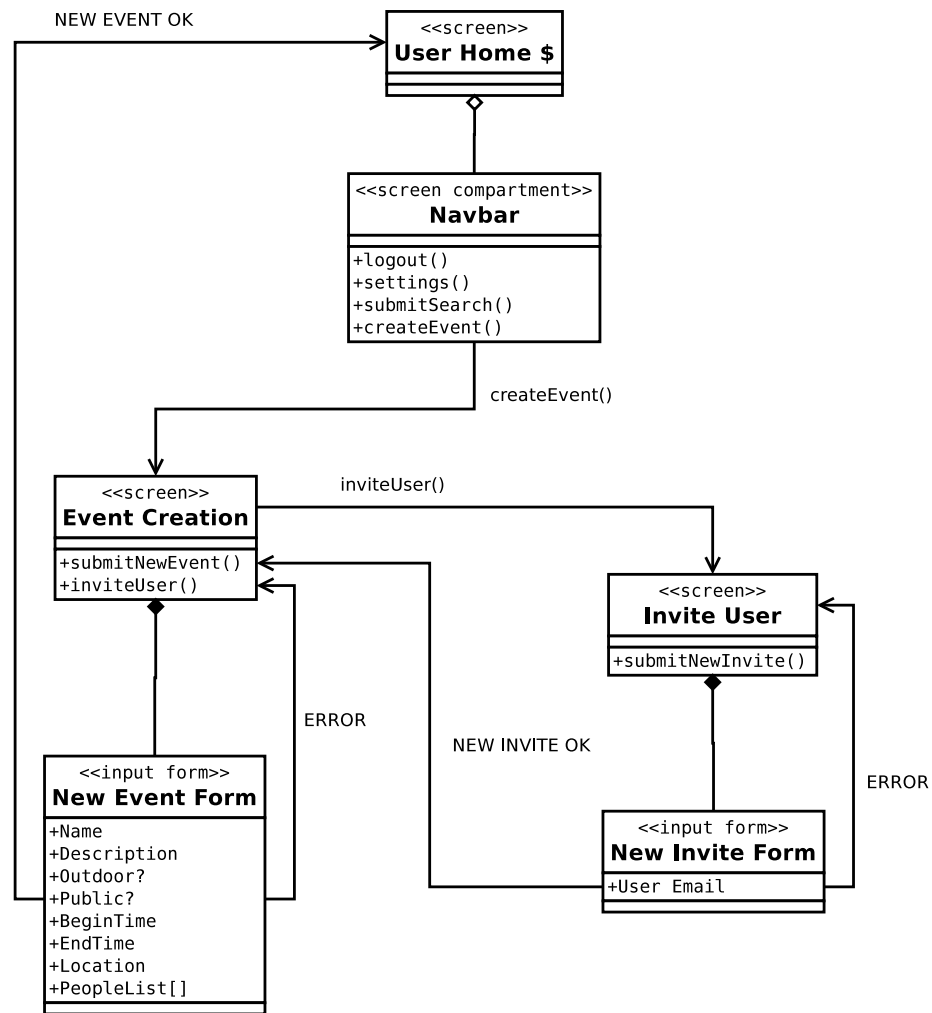 NEW EVENT OK
<<screen>>
User Home $
<<screen compartment>>
Navbar
+logout()
+settings()
+submitSearch()
+createEvent()
createEvent()
<<screen>>
Event Creation
+submitNewEvent()
+inviteUser()
inviteUser()
<<screen>>
Invite User
+submitNewInvite()
ERROR
NEW INVITE OK
ERROR
<<input form>>
New Event Form
+Name
+Description
+Outdoor?
+Public?
+BeginTime
+EndTime
+Location
+PeopleList[]
<<input form>>
New Invite Form
+User Email